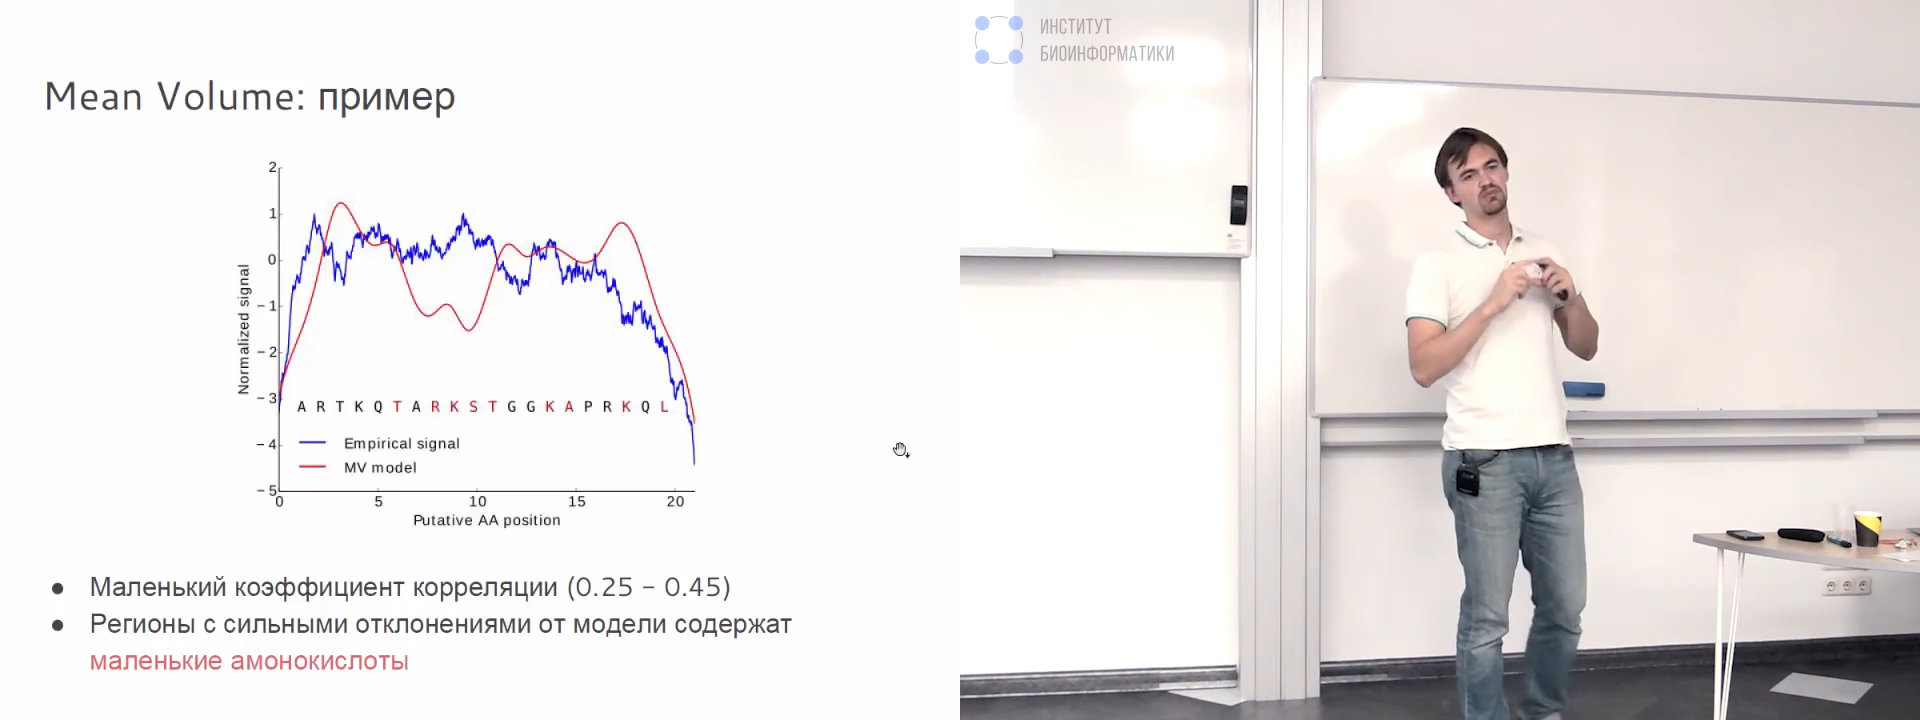 Mean Volume: пример
2
1
0
−1
−2
−3
−4
−5
Normalized signal
A R T K Q T A R K S T G G K A P R K Q L
Empirical signal
MV model
0 5 10 15 20
Putative AA position
● Маленький коэффициент корреляции (0.25 - 0.45)
● Регионы с сильными отклонениями от модели содержат
маленькие амонокислоты
ИНСТИТУТ
БИОИНФОРМАТИКИ